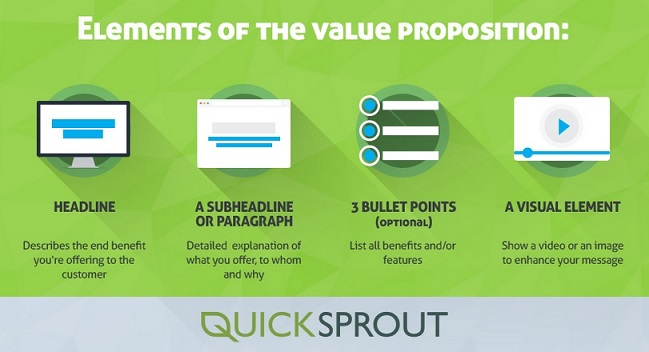 Elements of the value proposition:
HEADLINE
Describes the end benefit
you're offering to the
customer
A SUBHEADLINE
OR PARAGRAPH
Detailed explanation of
what you offer, to whom
and why
3 BULLET POINTS
(OPTIONAL)
List all benefits and/or
features
A VISUAL ELEMENT
Show a video or an image
to enhance your message
QUICKSPROUT